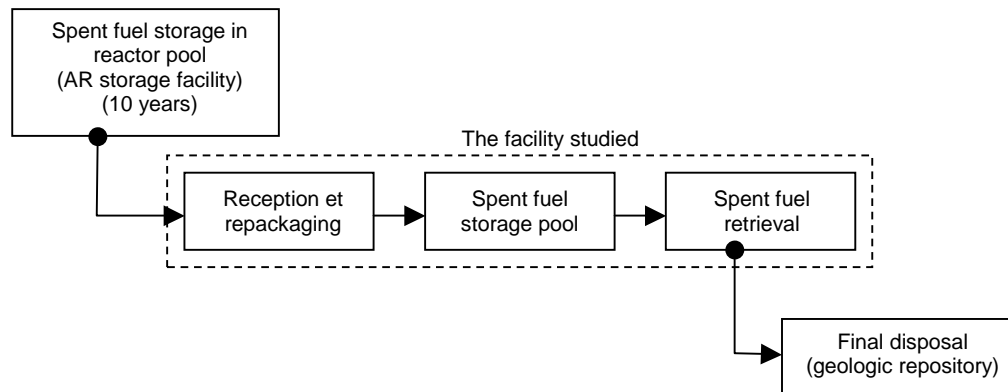 Spent fuel storage in
reactor pool
(AR storage facility)
(10 years)
The facility studied
Reception et
repackaging
Spent fuel
storage pool
Spent fuel
retrieval
Final disposal
(geologic repository)